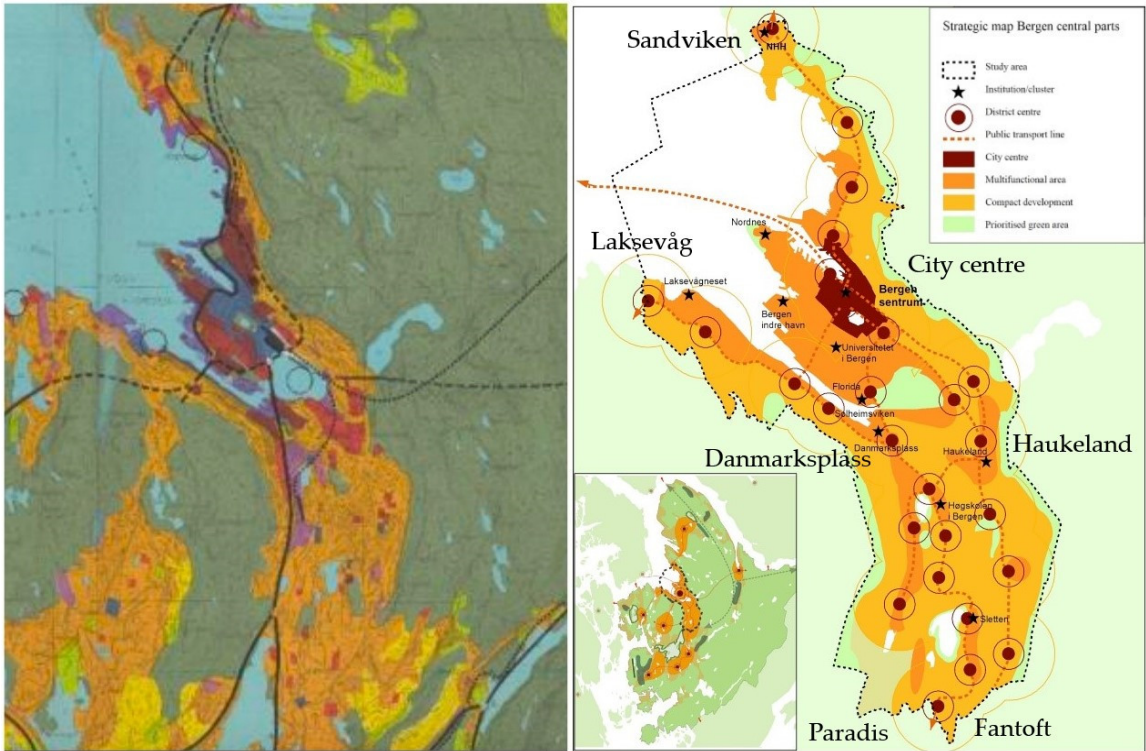 Sandviken
NHH
Strategic map Bergen central parts
Study area
Institution/cluster
District centre
Public transport line
City centre
Multifunctional area
Compact development
Prioritised green area
Nordnes
Laksevåg
City centre
Laksevågneset
Bergen
sentrum
Bergen
indre havn
Universitetet
i Bergen
Florida
Solheimsviken
Danmarksplass
Danmarksplass
Haukeland
Haukeland
Høgskolen
i Bergen
Sletten
Paradis
Fantoft